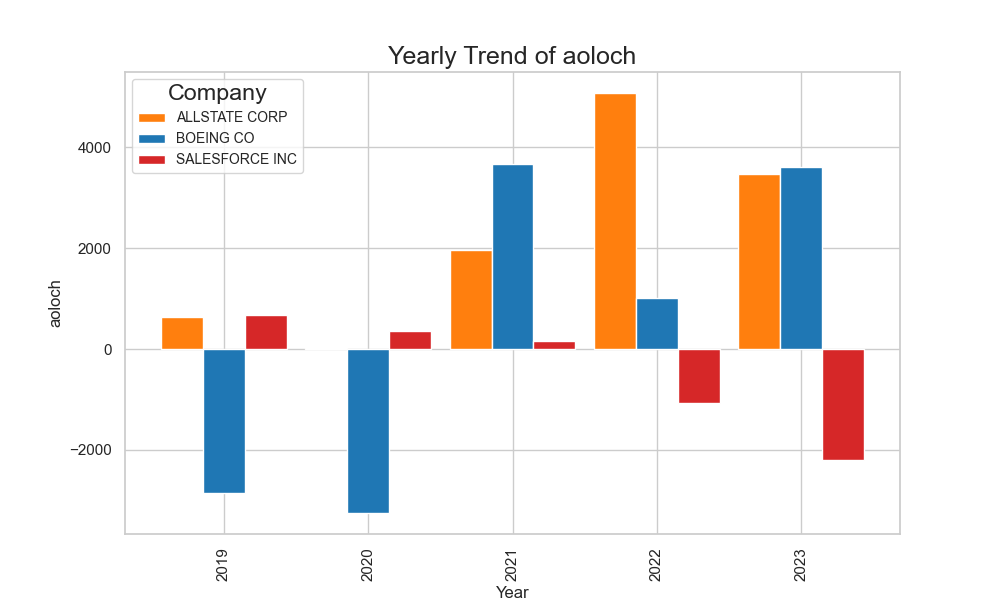 Yearly Trend of aoloch
Company
ALLSTATE CORP
BOEING CO
SALESFORCE INC
4000
2000
0
−2000
aoloch
2019
2020
2021
2022
2023
Year